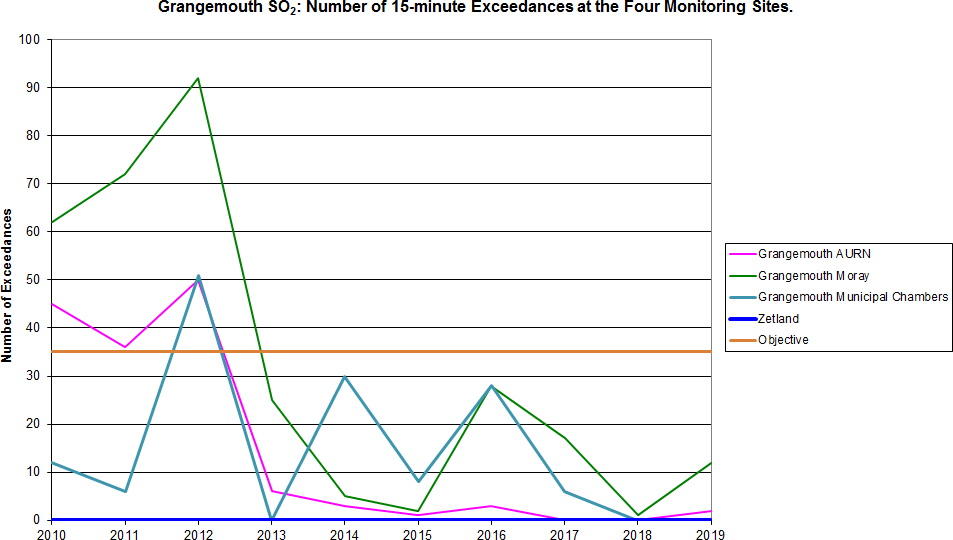 Grangemouth SO₂: Number of 15-minute Exceedances at the Four Monitoring Sites.
100
90
80
70
60
50
40
30
20
10
0
Number of Exceedances
2010 2011 2012 2013 2014 2015 2016 2017 2018 2019
Grangemouth AURN
Grangemouth Moray
Grangemouth Municipal Chambers
Zetland
Objective